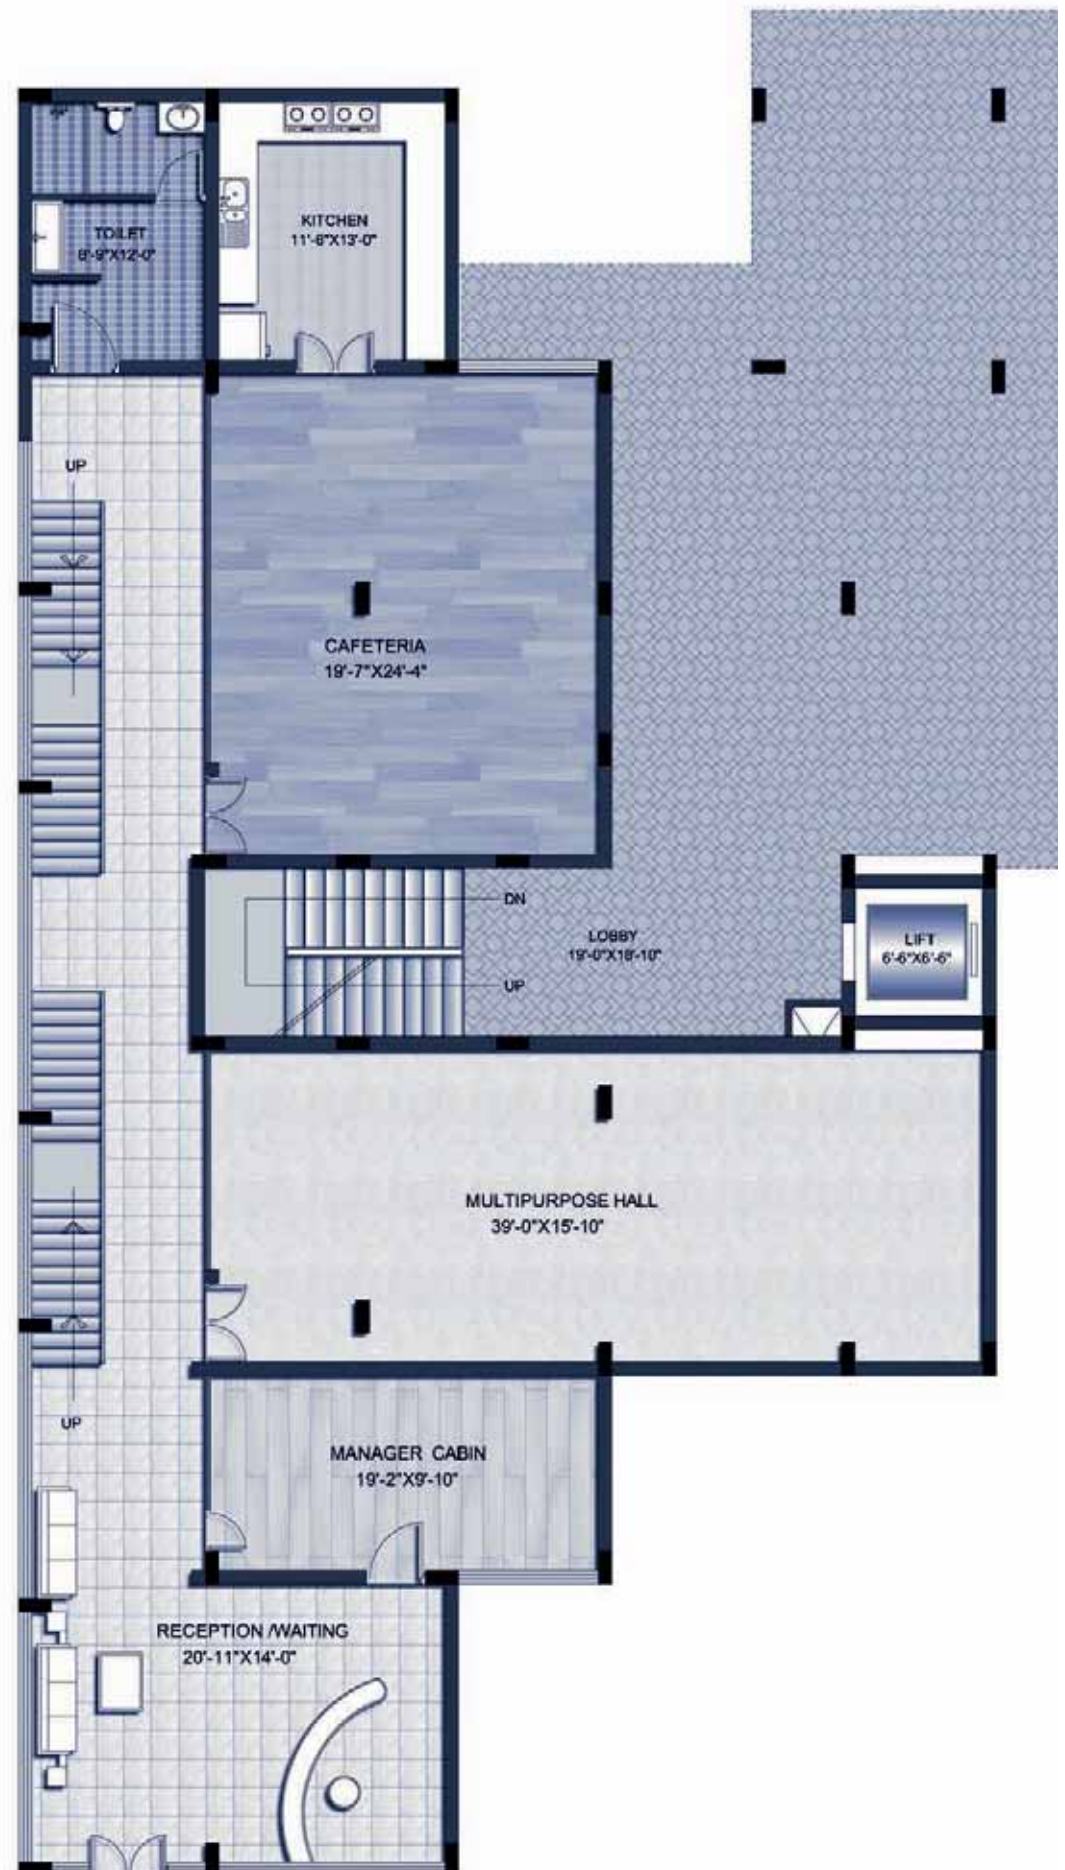 TOILET
8'-9"X12'-0"
KITCHEN
11'-6"X13'-0"
UP
CAFETERIA
19'-7"X24'-4"
DN
LOBBY
19'-0"X18'-10"
LIFT
6'-6"X6'-6"
UP
MULTIPURPOSE HALL
39'-0"X15'-10"
UP
MANAGER CABIN
19'-2"X9'-10"
RECEPTION /WAITING
20'-11"X14'-0"